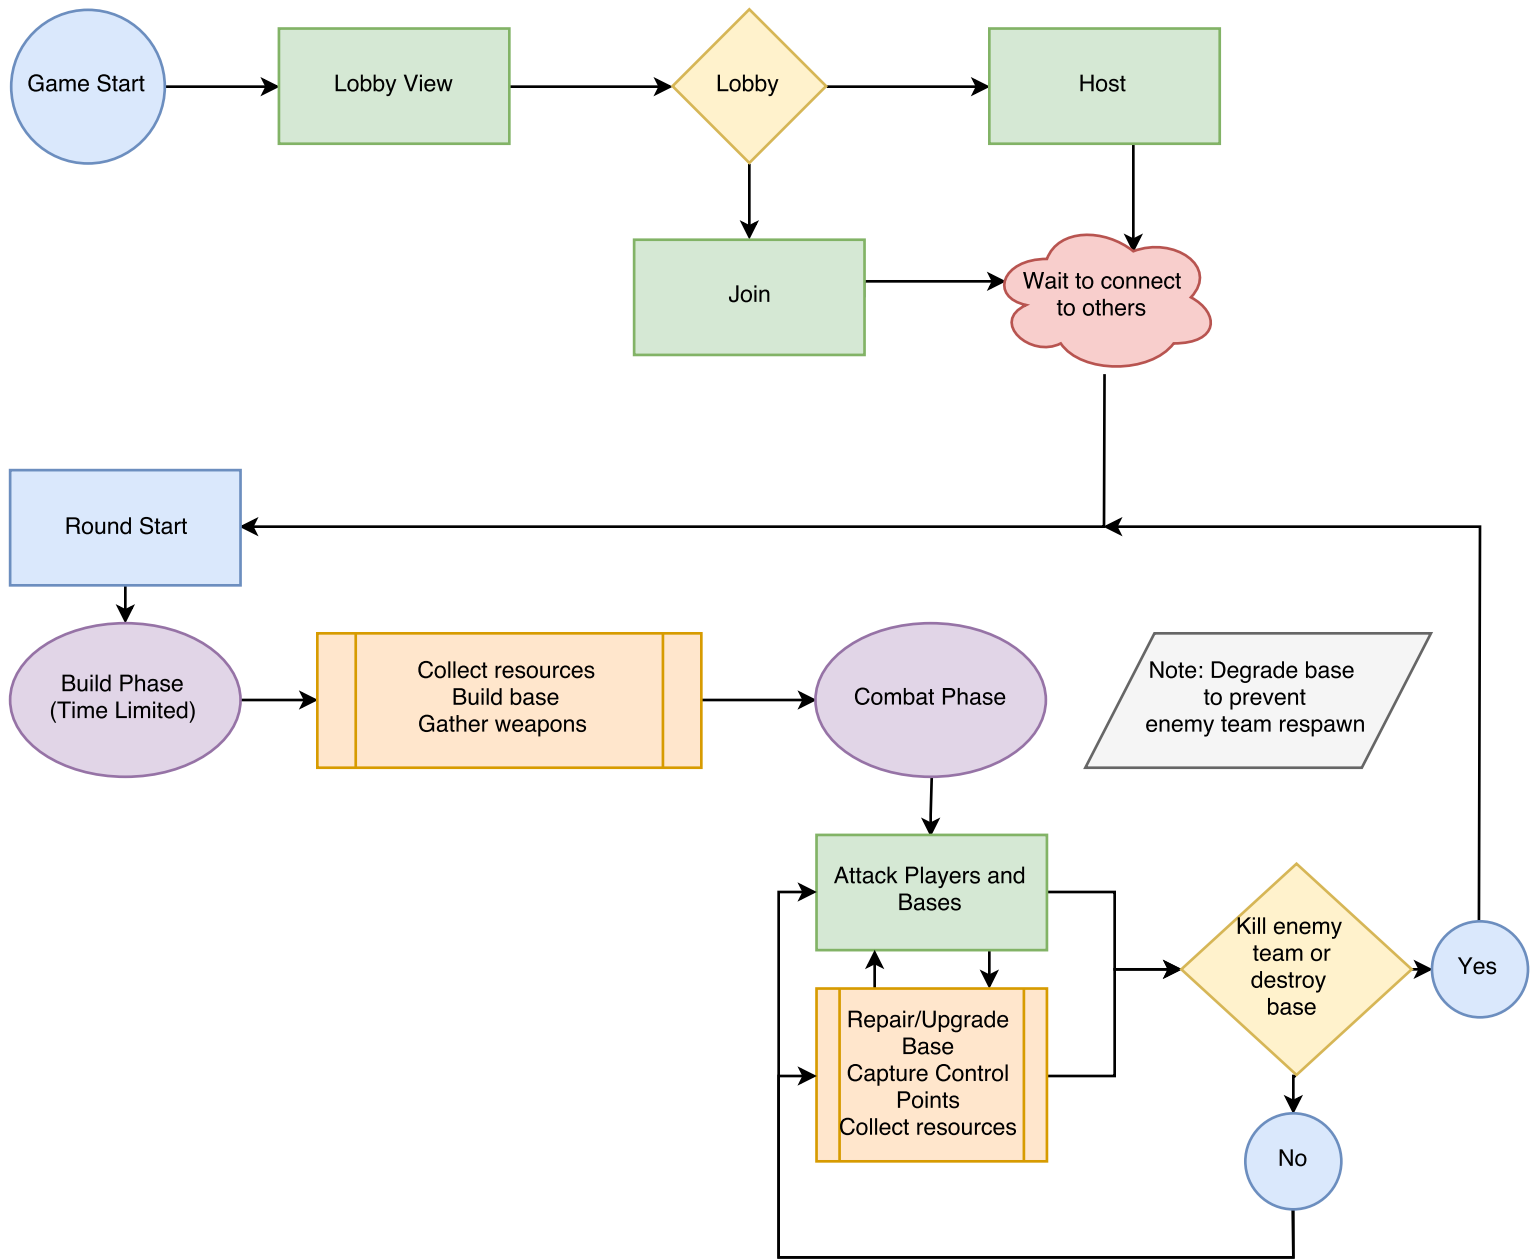 Game Start
Lobby View
Lobby
Host
Join
Wait to connect
to others
Round Start
Build Phase
(Time Limited)
Collect resources
Build base
Gather weapons
Combat Phase
Note: Degrade base
to prevent
enemy team respawn
Attack Players and
Bases
Kill enemy
team or
destroy
base
Yes
Repair/Upgrade
Base
Capture Control
Points
Collect resources
No